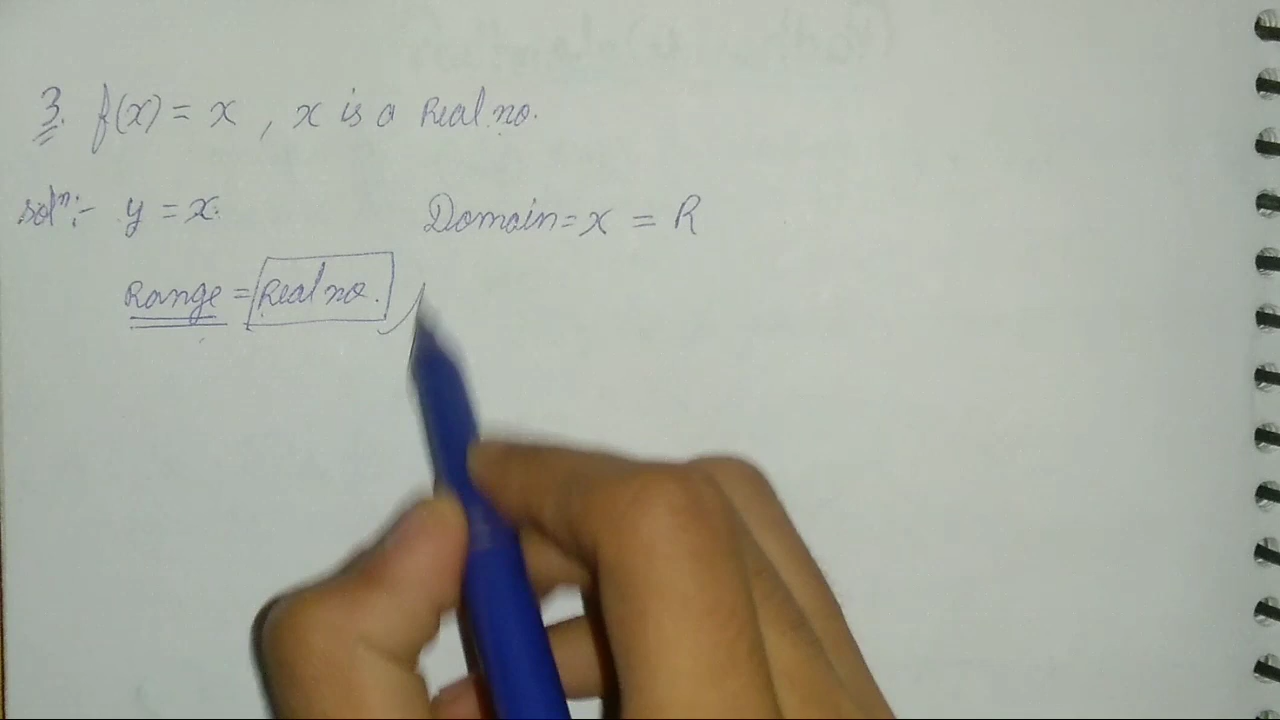 3. f(x) = x , x is a Real no.
solⁿ:- y = x. Domain = x = R
Range = Real no.